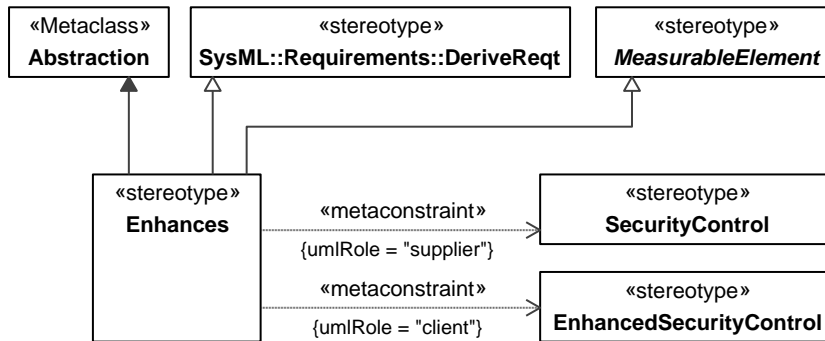 «Metaclass»
Abstraction
«stereotype»
SysML::Requirements::DeriveReqt
«stereotype»
MeasurableElement
«stereotype»
Enhances
«metaconstraint»
{umlRole = "supplier"}
«stereotype»
SecurityControl
«metaconstraint»
{umlRole = "client"}
«stereotype»
EnhancedSecurityControl